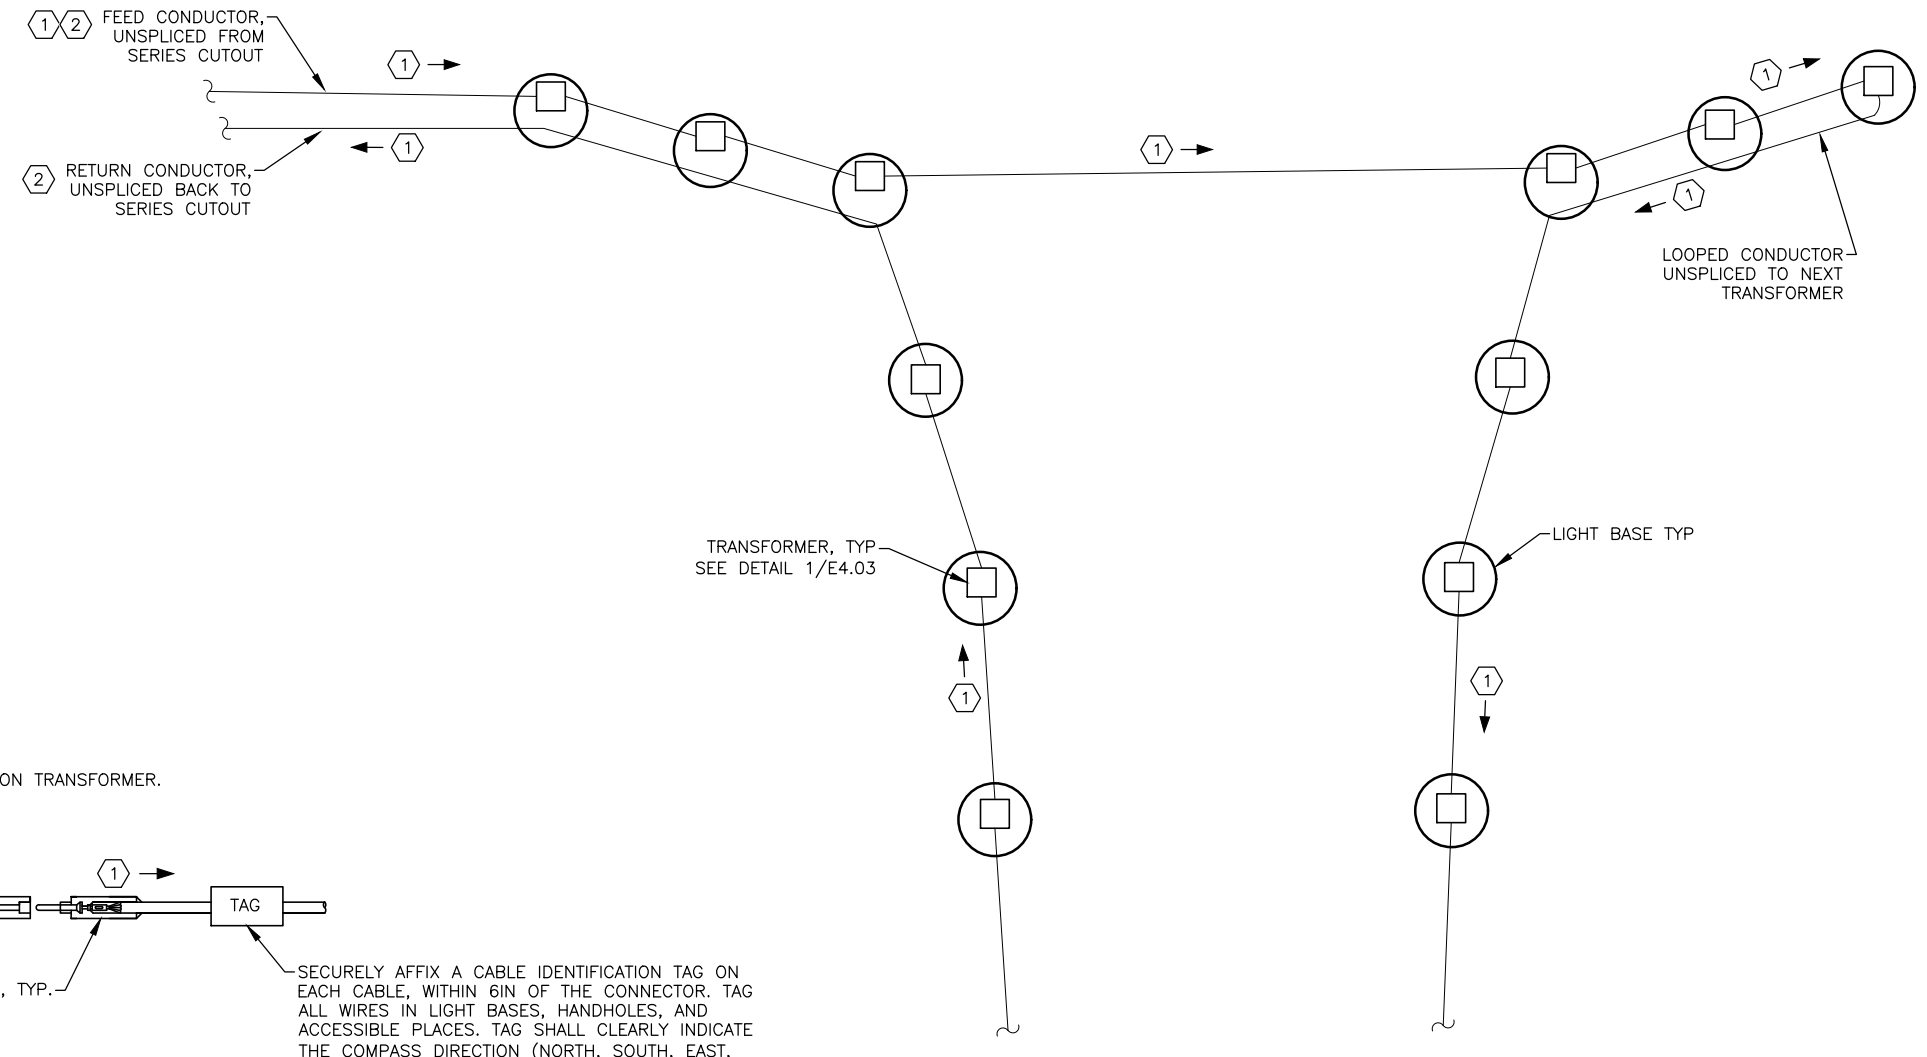 1 2 FEED CONDUCTOR,
UNSPLICED FROM
SERIES CUTOUT
1
1
1
1
2 RETURN CONDUCTOR,
UNSPLICED BACK TO
SERIES CUTOUT
1
LOOPED CONDUCTOR
UNSPLICED TO NEXT
TRANSFORMER
TRANSFORMER, TYP
SEE DETAIL 1/E4.03
LIGHT BASE TYP
1
1
ON TRANSFORMER.
1
TAG
, TYP.
SECURELY AFFIX A CABLE IDENTIFICATION TAG ON
EACH CABLE, WITHIN 6IN OF THE CONNECTOR. TAG
ALL WIRES IN LIGHT BASES, HANDHOLES, AND
ACCESSIBLE PLACES. TAG SHALL CLEARLY INDICATE
THE COMPASS DIRECTION (NORTH, SOUTH, EAST,